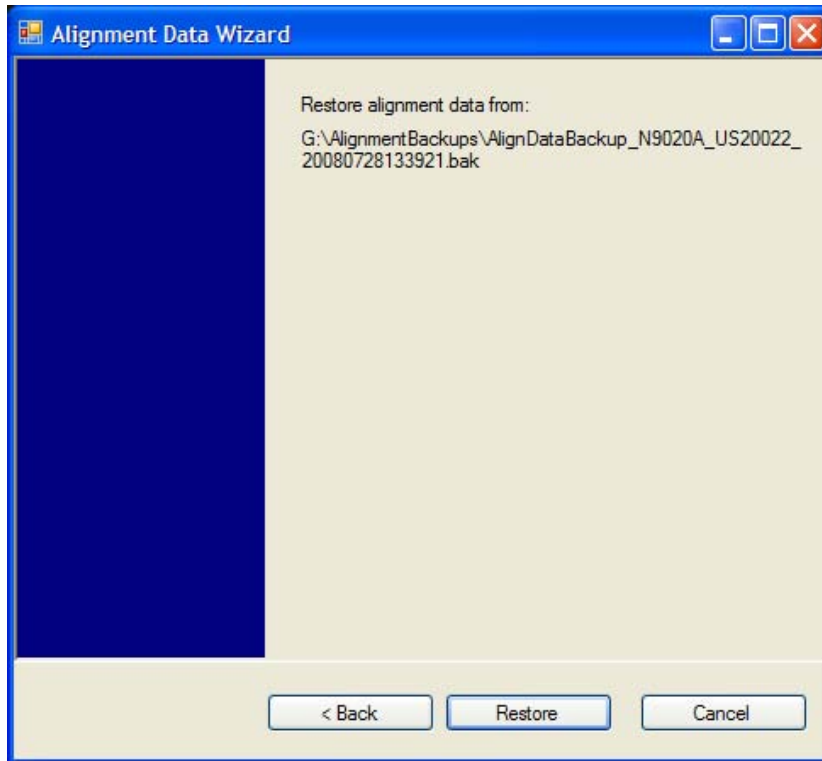 Alignment Data Wizard
Restore alignment data from:
G:\AlignmentBackups\AlignDataBackup_N9020A_US20022_
20080728133921.bak
< Back
Restore
Cancel